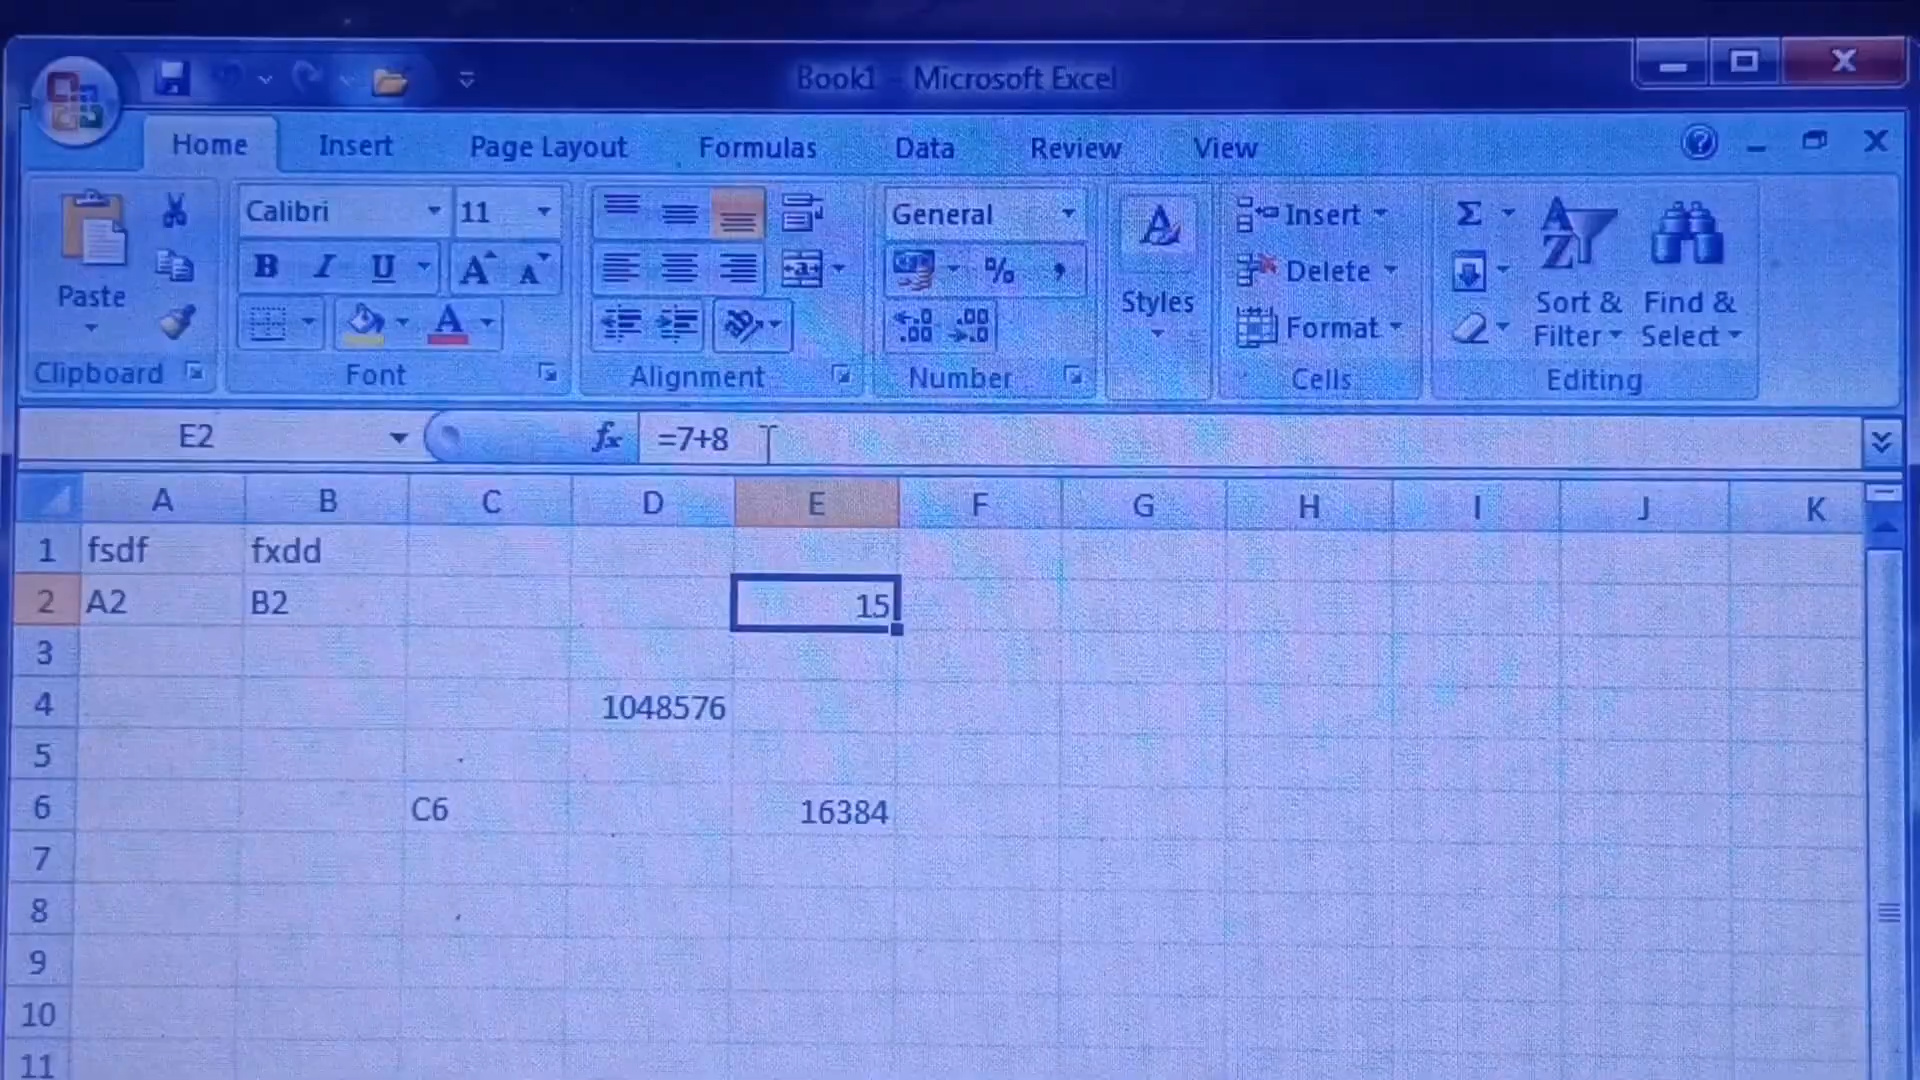 Book1 - Microsoft Excel
Home Insert Page Layout Formulas Data Review View
Calibri 11 General Insert Σ
B I U A A % , Delete
Paste Styles Sort & Find &
A Format Filter Select
Clipboard Font Alignment Number Cells Editing
E2 fx =7+8
A B C D E F G H I J K
1 fsdf fxdd
2 A2 B2 15
3
4 1048576
5
6 C6 16384
7
8
9
10
11